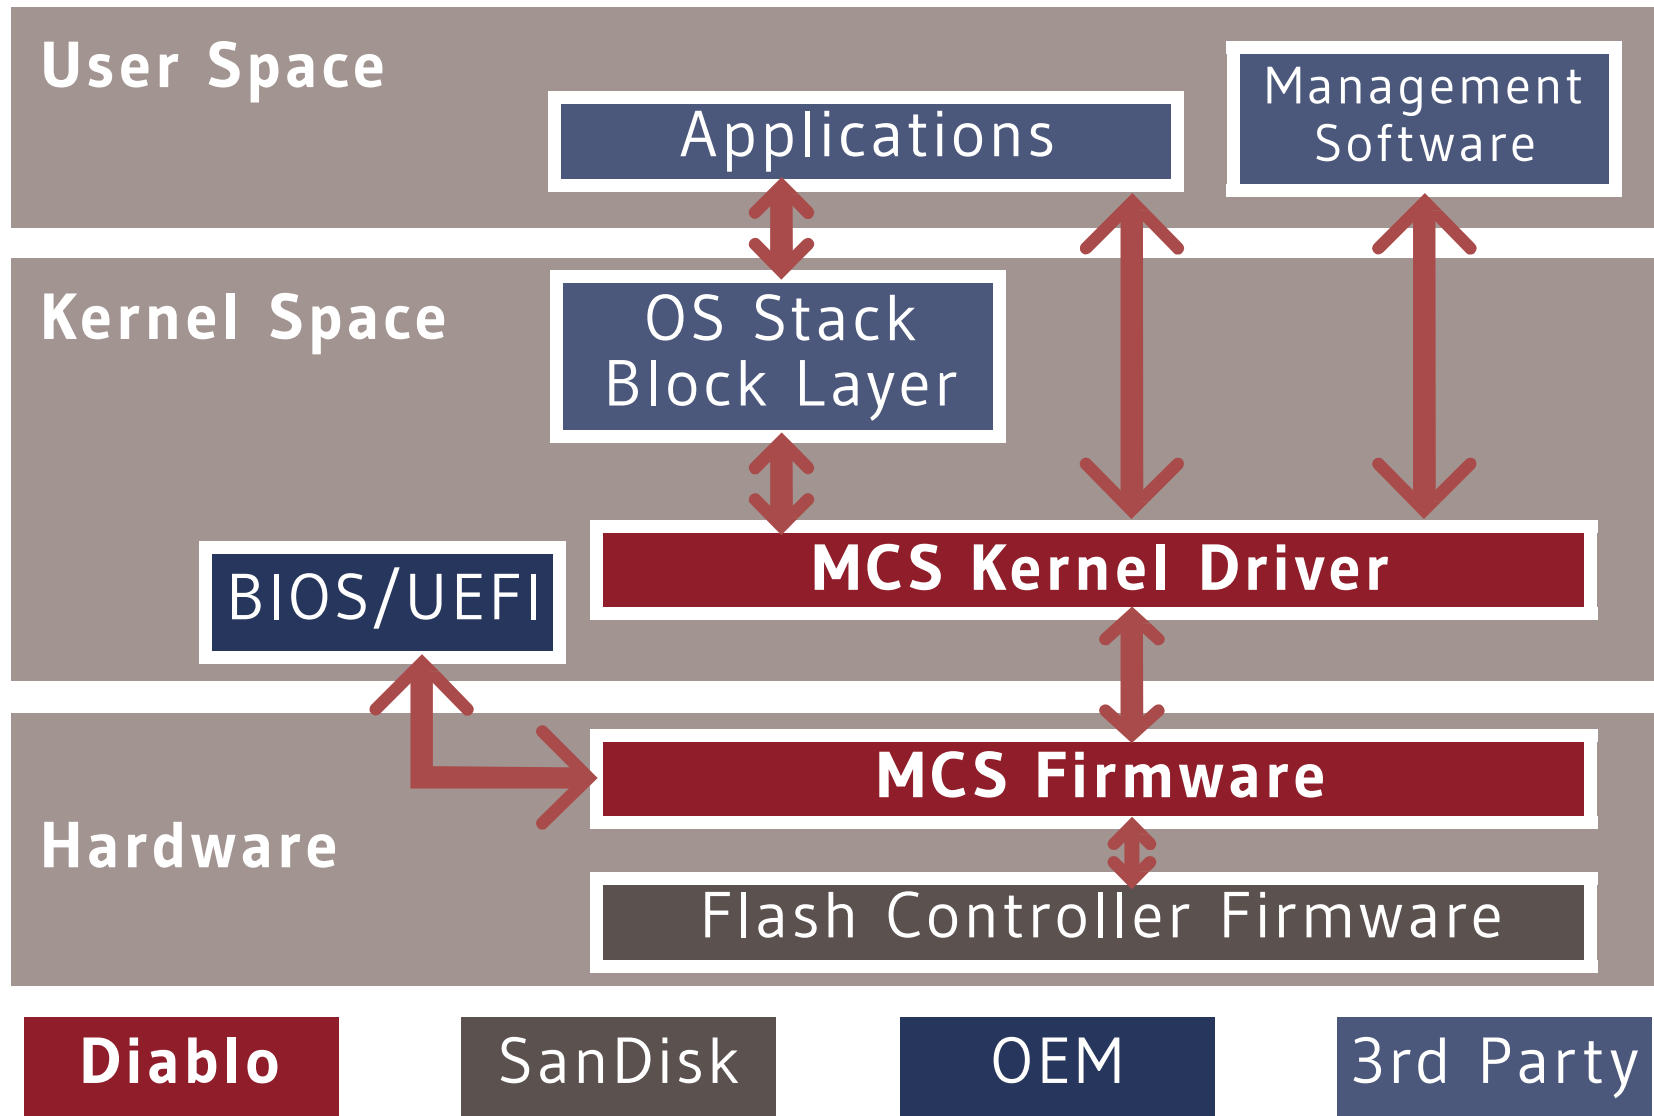 User Space
Applications
Management
Software
Kernel Space
OS Stack
Block Layer
BIOS/UEFI
MCS Kernel Driver
MCS Firmware
Hardware
Flash Controller Firmware
Diablo
SanDisk
OEM
3rd Party